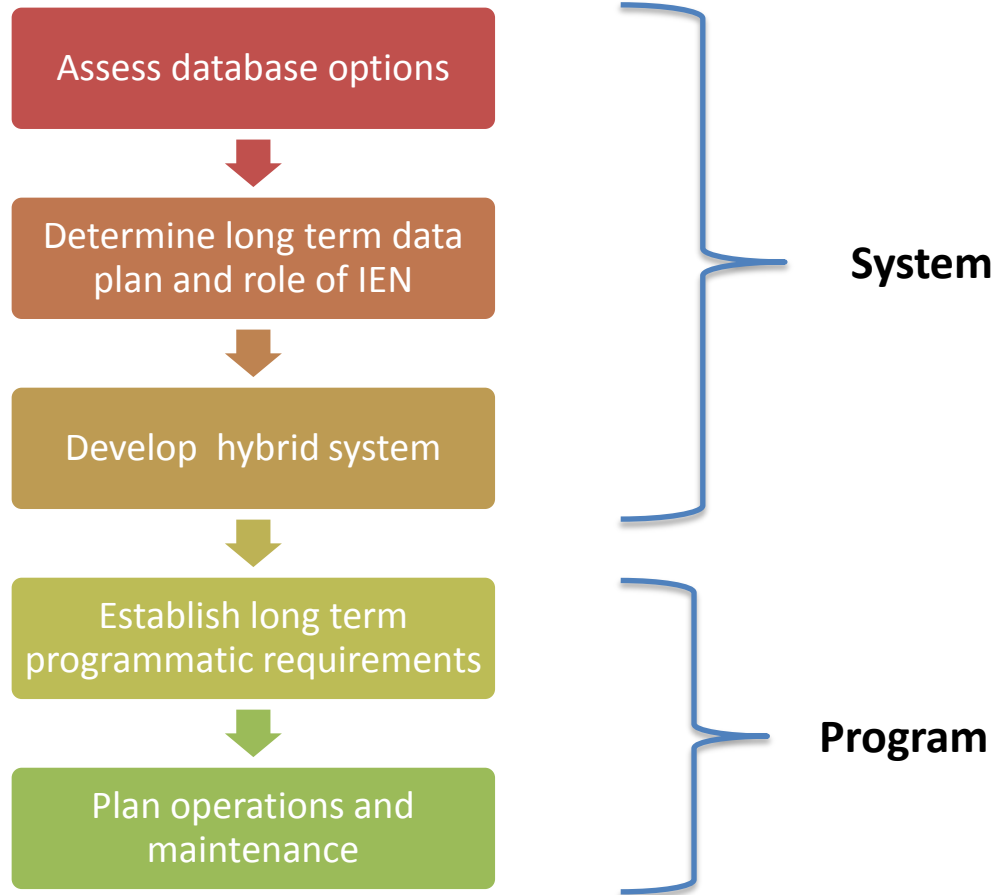 Assess database options
Determine long term data
plan and role of IEN
Develop  hybrid system
System
Establish long term
programmatic requirements
Program
Plan operations and
maintenance